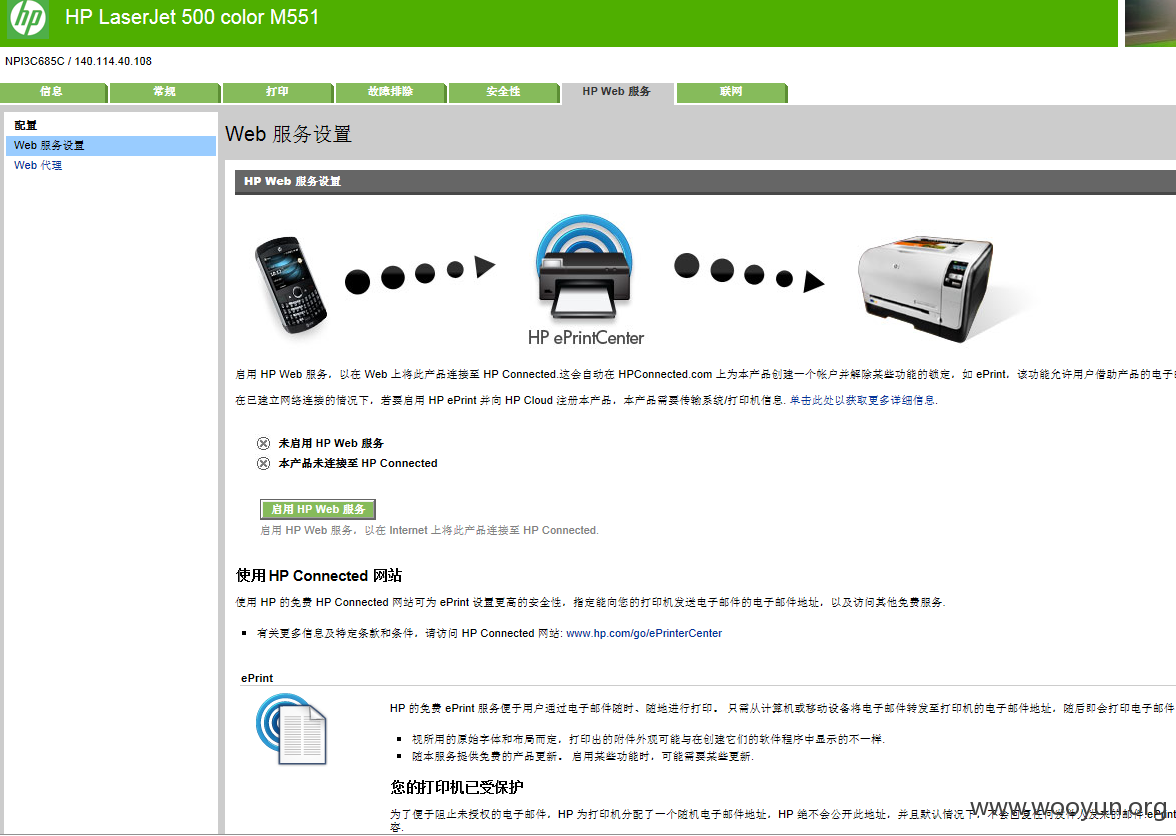 hp HP LaserJet 500 color M551
NPI3C685C / 140.114.40.108
信息 常规 打印 故障排除 安全性 HP Web 服务 联网
配置
Web 服务设置
Web 代理
Web 服务设置
HP Web 服务设置
HP ePrintCenter
启用 HP Web 服务，以在 Web 上将此产品连接至 HP Connected.这会自动在 HPConnected.com 上为本产品创建一个帐户并解除某些功能的锁定，如 ePrint，该功能允许用户借助产品的电子
在已建立网络连接的情况下，若要启用 HP ePrint 并向 HP Cloud 注册本产品，本产品需要传输系统/打印机信息. 单击此处以获取更多详细信息.
未启用 HP Web 服务
本产品未连接至 HP Connected
启用 HP Web 服务
启用 HP Web 服务，以在 Internet 上将此产品连接至 HP Connected.
使用 HP Connected 网站
使用 HP 的免费 HP Connected 网站可为 ePrint 设置更高的安全性，指定能向您的打印机发送电子邮件的电子邮件地址，以及访问其他免费服务.
▪ 有关更多信息及特定条款和条件，请访问 HP Connected 网站: www.hp.com/go/ePrinterCenter
ePrint
HP 的免费 ePrint 服务便于用户通过电子邮件随时、随地进行打印。 只需从计算机或移动设备将电子邮件转发至打印机的电子邮件地址，随后即会打印电子邮件
▪ 视所用的原始字体和布局而定，打印出的附件外观可能与在创建它们的软件程序中显示的不一样.
▪ 随本服务提供免费的产品更新。 启用某些功能时，可能需要某些更新.
您的打印机已受保护
为了便于阻止未授权的电子邮件，HP 为打印机分配了一个随机电子邮件地址，HP 绝不会公开此地址，并且默认情况下，不会回复任何发件人发来的邮件.ePrint
容.
www.wooyun.org